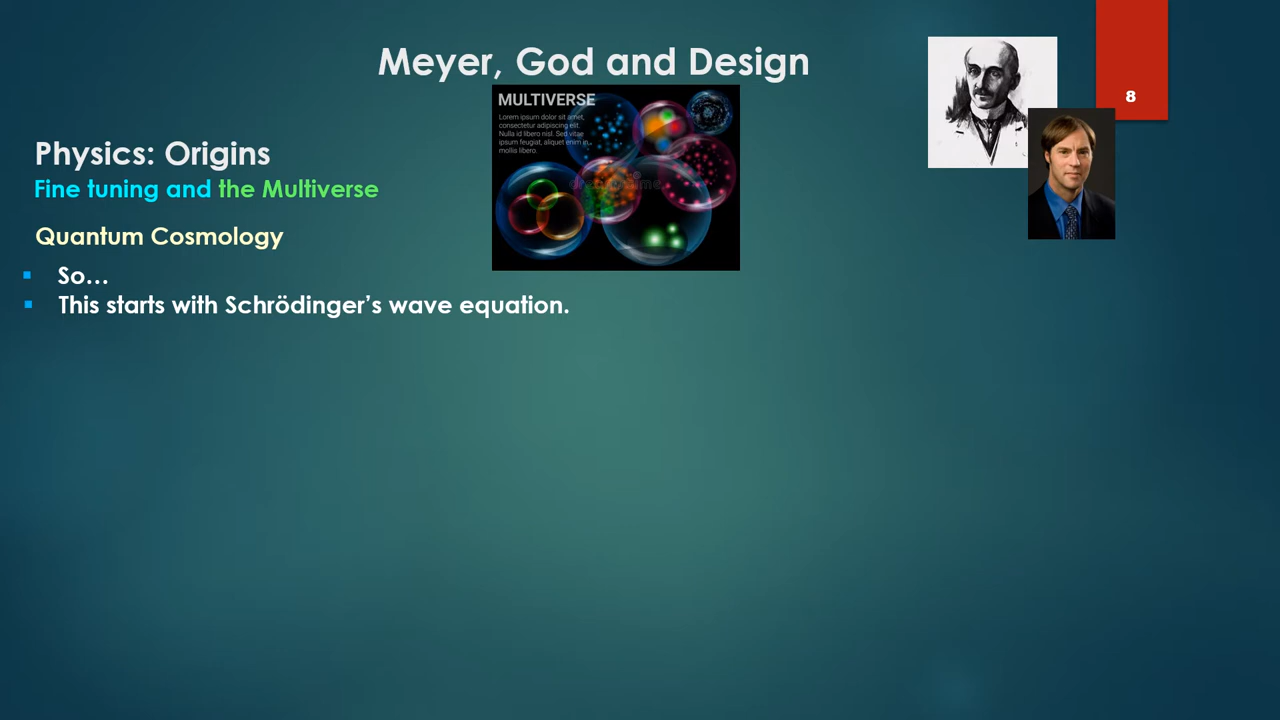 Meyer, God and Design
8
MULTIVERSE
Lorem ipsum dolor sit amet,
consectetur adipiscing elit.
Nulla id libero nisl. Sed vitae
ipsum feugiat, aliquet enim in,
mollis libero.
Physics: Origins
Fine tuning and the Multiverse
Quantum Cosmology
So…
This starts with Schrödinger’s wave equation.